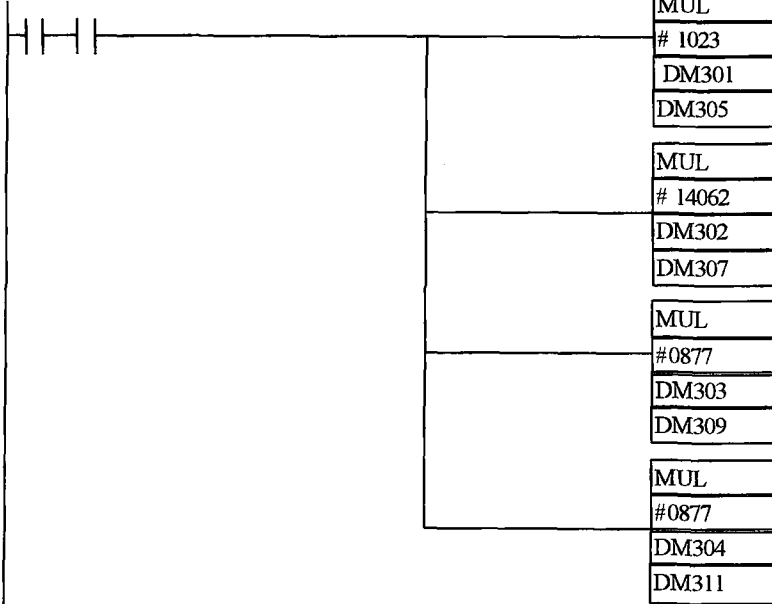 MUL
# 1023
DM301
DM305
MUL
# 14062
DM302
DM307
MUL
#0877
DM303
DM309
MUL
#0877
DM304
DM311